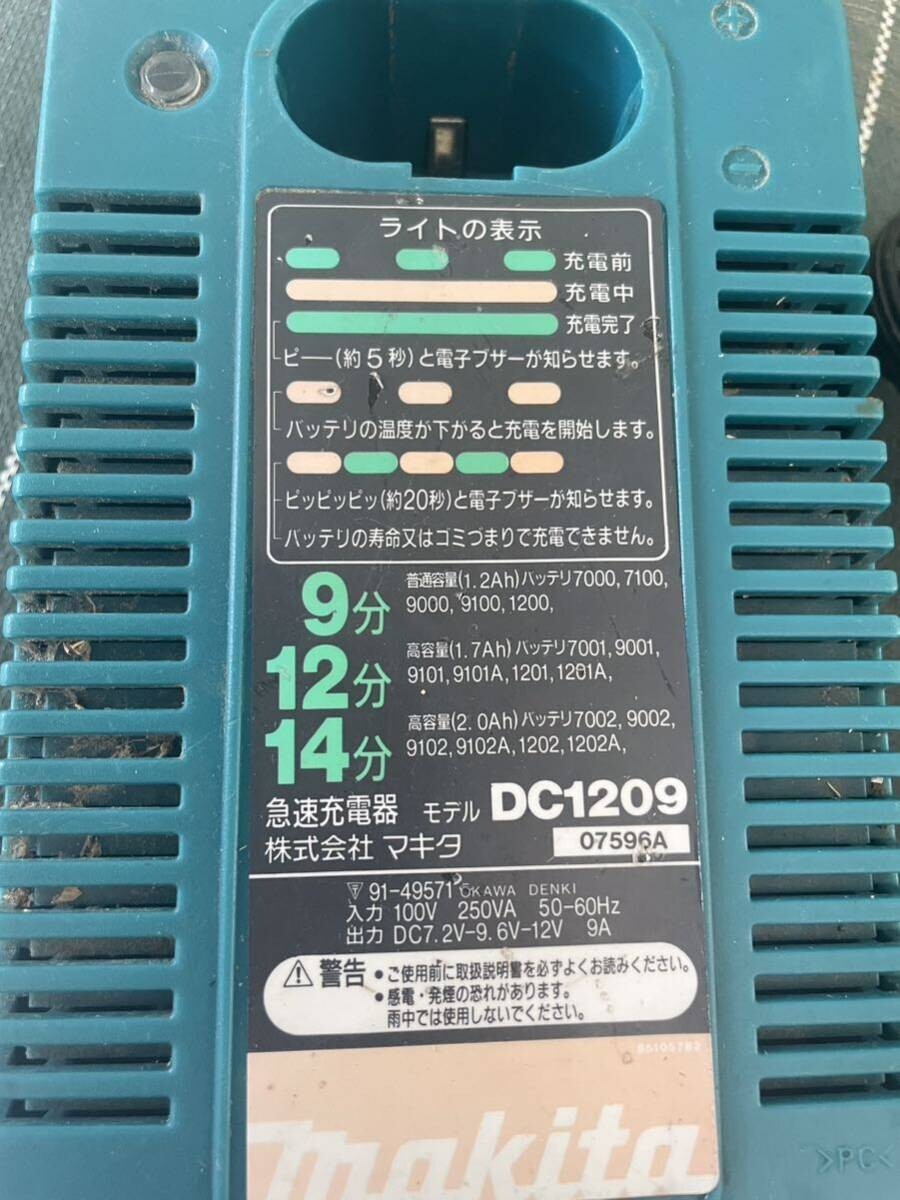 ライトの表示
充電前
充電中
充電完了
ピー(約5秒)と電子ブザーが知らせます。
バッテリの温度が下がると充電を開始します。
ピッピッピッ(約20秒)と電子ブザーが知らせます。
バッテリの寿命又はゴミづまりで充電できません。
9分 普通容量(1.2Ah)バッテリ7000, 7100,
9000, 9100, 1200,
12分 高容量(1.7Ah)バッテリ7001, 9001,
9101, 9101A, 1201, 1201A,
14分 高容量(2.0Ah)バッテリ7002, 9002,
9102, 9102A, 1202, 1202A,
急速充電器 モデル DC1209
株式会社 マキタ 07596A
91-49571 OKAWA DENKI
入力 100V 250VA 50-60Hz
出力 DC7.2V-9.6V-12V 9A
警告 •ご使用前に取扱説明書を必ずよくお読みください。
•感電・発煙の恐れがあります。
雨中では使用しないでください。
makita
>PC<